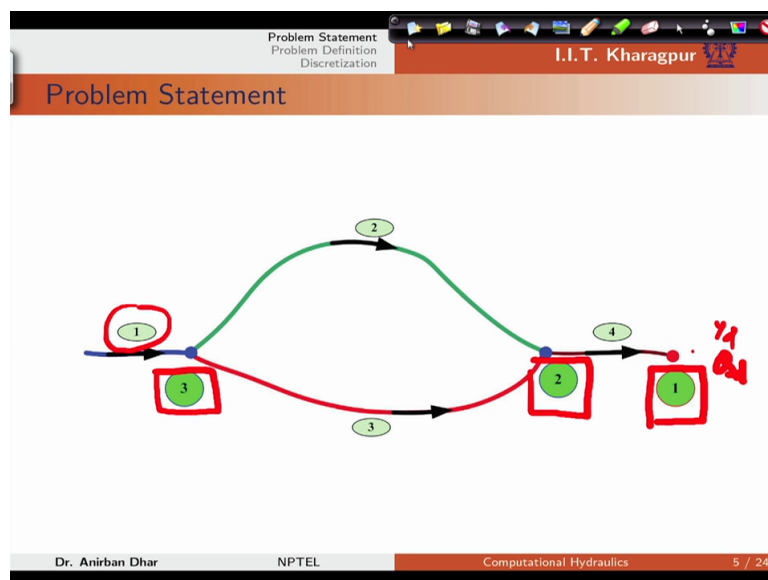 Problem Statement
Problem Definition
Discretization
I.I.T. Kharagpur
Problem Statement
2
1
4
3
2
1
3
Dr. Anirban Dhar
NPTEL
Computational Hydraulics
5 / 24